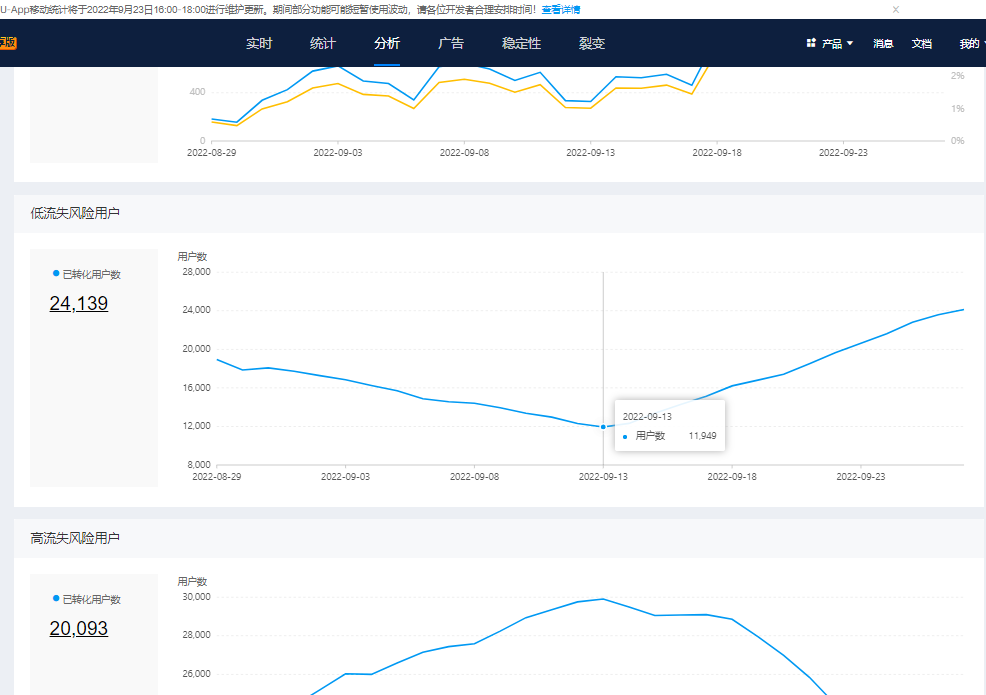 U-App移动统计将于2022年9月23日16:00-18:00进行维护更新。期间部分功能可能短暂使用波动，请各位开发者合理安排时间！查看详情 X
实时 统计 分析 广告 稳定性 裂变 产品 消息 文档 我的
400 2%
1%
0 0%
2022-08-29 2022-09-03 2022-09-08 2022-09-13 2022-09-18 2022-09-23
低流失风险用户
已转化用户数
24,139
用户数
28,000
24,000
20,000
16,000
12,000
8,000
2022-09-13
用户数 11,949
2022-08-29 2022-09-03 2022-09-08 2022-09-13 2022-09-18 2022-09-23
高流失风险用户
已转化用户数
20,093
用户数
30,000
28,000
26,000